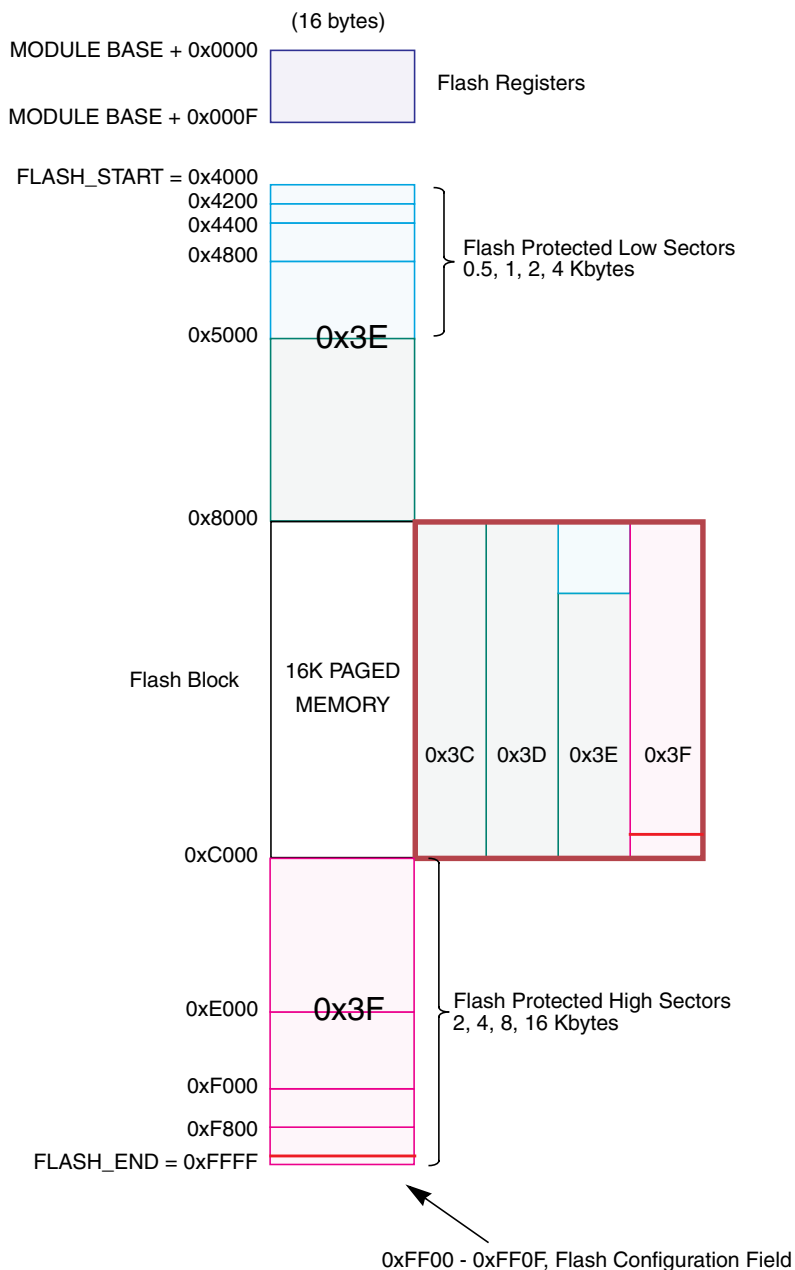 (16 bytes)
MODULE BASE + 0x0000
Flash Registers
MODULE BASE + 0x000F
FLASH_START = 0x4000
0x4200
0x4400
0x4800
Flash Protected Low Sectors
0.5, 1, 2, 4 Kbytes
0x5000
0x3E
0x8000
Flash Block
16K PAGED
MEMORY
0x3C
0x3D
0x3E
0x3F
0xC000
0xE000
0x3F
Flash Protected High Sectors
2, 4, 8, 16 Kbytes
0xF000
0xF800
FLASH_END = 0xFFFF
0xFF00 - 0xFF0F, Flash Configuration Field